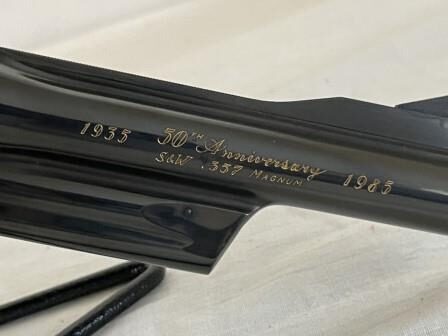 1935 50TH Anniversary 1985
S&W .357 MAGNUM